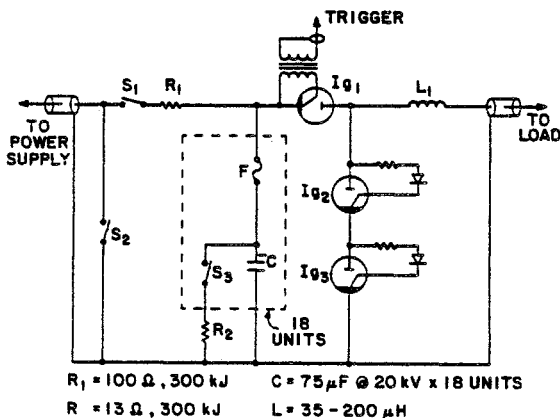 TRIGGER
S1 R1 Ig1 L1
TO POWER SUPPLY
TO LOAD
F
Ig2
S2
S3 C
Ig3
R2
18 UNITS
R1 = 100 Ω, 300 kJ C = 75 μF @ 20 kV x 18 UNITS
R = 13 Ω, 300 kJ L = 35 - 200 μH